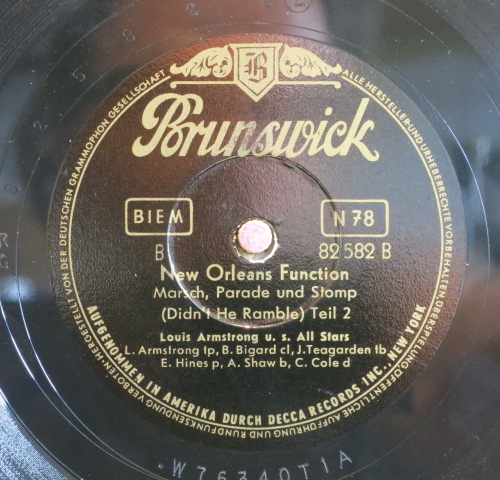 B
Brunswick
BIEM
N 78
B
82 582 B
New Orleans Function
Marsch, Parade und Stomp
(Didn't He Ramble) Teil 2
Louis Armstrong u. s. All Stars
L. Armstrong tp, B. Bigard cl, J. Teagarden tb,
E. Hines p, A. Shaw b, C. Cole d
AUFGENOMMEN IN AMERIKA DURCH DECCA RECORDS INC., NEW YORK
HERGESTELLT VON DER DEUTSCHEN GRAMMOPHON GESELLSCHAFT
ALLE HERSTELLER- UND URHEBERRECHTE VORBEHALTEN. ÜBERSPIELUNG, ÖFFENTLICHE AUFFÜHRUNG UND RUNDFUNKSENDUNG VERBOTEN
W76340T1A